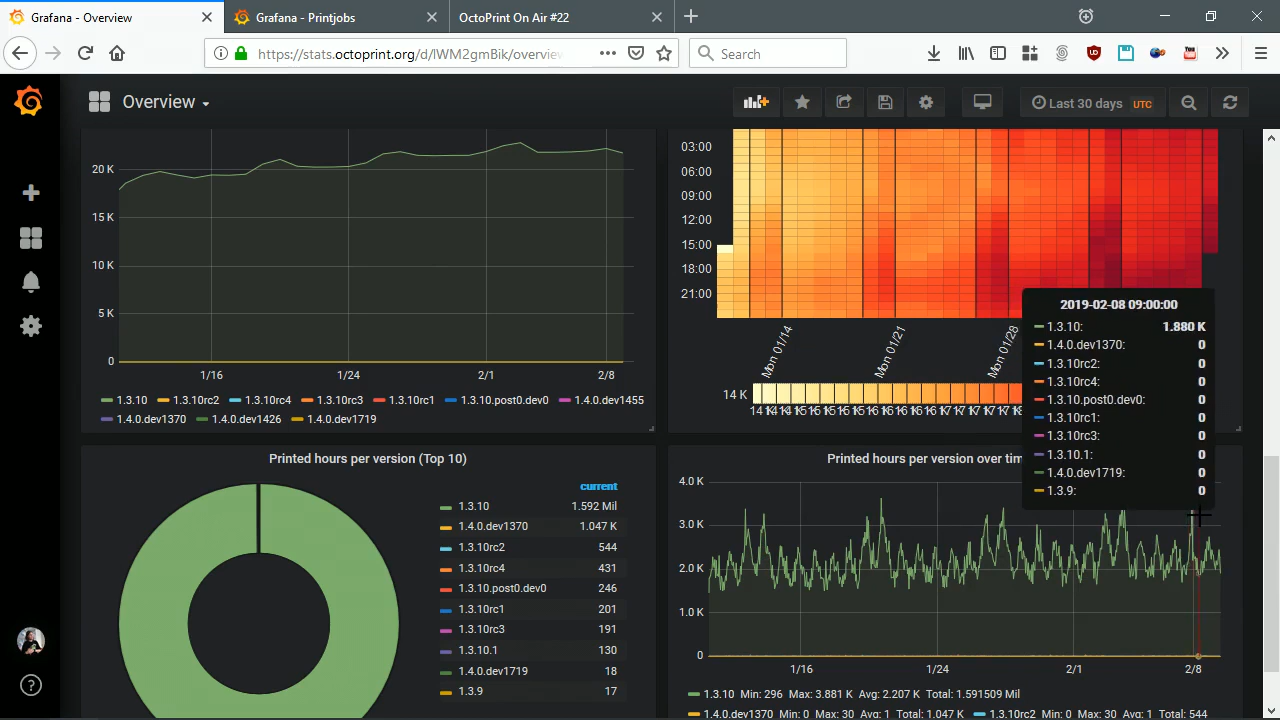 Grafana - Overview
Grafana - Printjobs
OctoPrint On Air #22
https://stats.octoprint.org/d/IWM2gmBik/overview
Search
Overview
Last 30 days UTC
20 K
15 K
10 K
5 K
0
1/16 1/24 2/1 2/8
1.3.10 1.3.10rc2 1.3.10rc4 1.3.10rc3 1.3.10rc1 1.3.10.post0.dev0 1.4.0.dev1455
1.4.0.dev1370 1.4.0.dev1426 1.4.0.dev1719
03:00
06:00
09:00
12:00
15:00
18:00
21:00
Mon 01/14 Mon 01/21 Mon 01/28
14 K
2019-02-08 09:00:00
1.3.10: 1.880 K
1.4.0.dev1370: 0
1.3.10rc2: 0
1.3.10rc4: 0
1.3.10.post0.dev0: 0
1.3.10rc1: 0
1.3.10rc3: 0
1.3.10.1: 0
1.4.0.dev1719: 0
1.3.9: 0
Printed hours per version (Top 10)
current
1.3.10 1.592 Mil
1.4.0.dev1370 1.047 K
1.3.10rc2 544
1.3.10rc4 431
1.3.10.post0.dev0 246
1.3.10rc1 201
1.3.10rc3 191
1.3.10.1 130
1.4.0.dev1719 18
1.3.9 17
Printed hours per version over tim
4.0 K
3.0 K
2.0 K
1.0 K
0
1/16 1/24 2/1 2/8
1.3.10 Min: 296 Max: 3.881 K Avg: 2.207 K Total: 1.591509 Mil
1.4.0.dev1370 Min: 0 Max: 30 Avg: 1 Total: 1.047 K 1.3.10rc2 Min: 0 Max: 30 Avg: 1 Total: 544